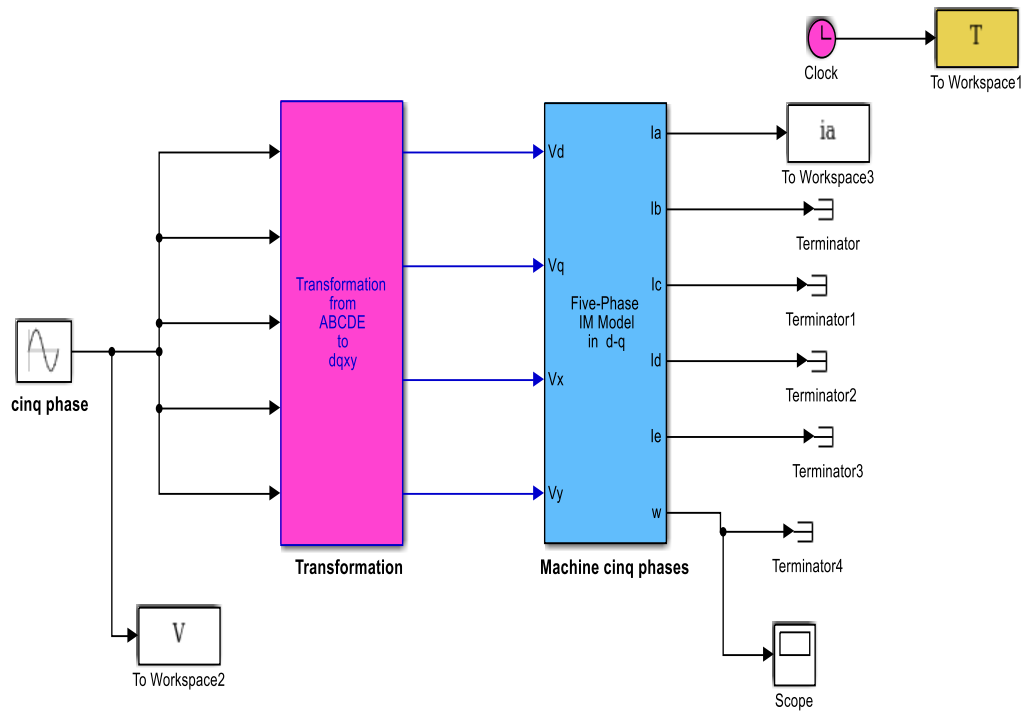 T
Clock
To Workspace1
Ia
ia
To Workspace3
Vd
Ib
Terminator
Vq
Transformation
from
ABCDE
to
dqxy
Ic
Five-Phase
IM Model
in d-q
Terminator1
Id
Vx
Terminator2
cinq phase
Ie
Terminator3
Vy
w
Terminator4
Transformation
Machine cinq phases
V
To Workspace2
Scope